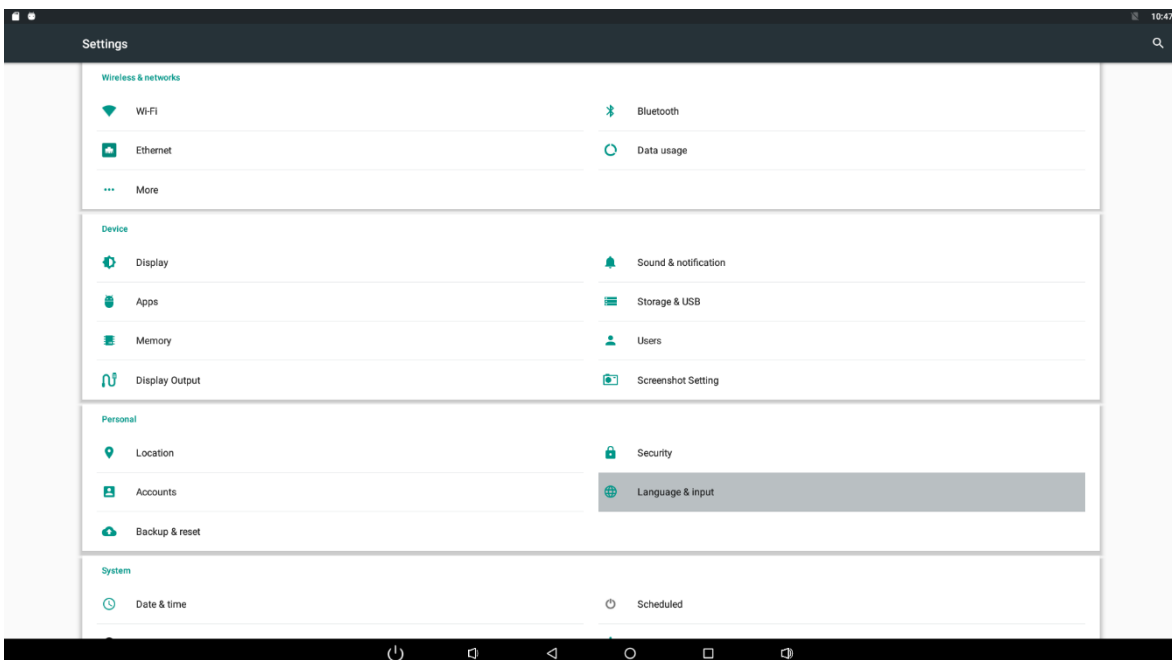 10:47
Settings
Wireless & networks
Wi-Fi
Bluetooth
Ethernet
Data usage
More
Device
Display
Sound & notification
Apps
Storage & USB
Memory
Users
Display Output
Screenshot Setting
Personal
Location
Security
Accounts
Language & input
Backup & reset
System
Date & time
Scheduled